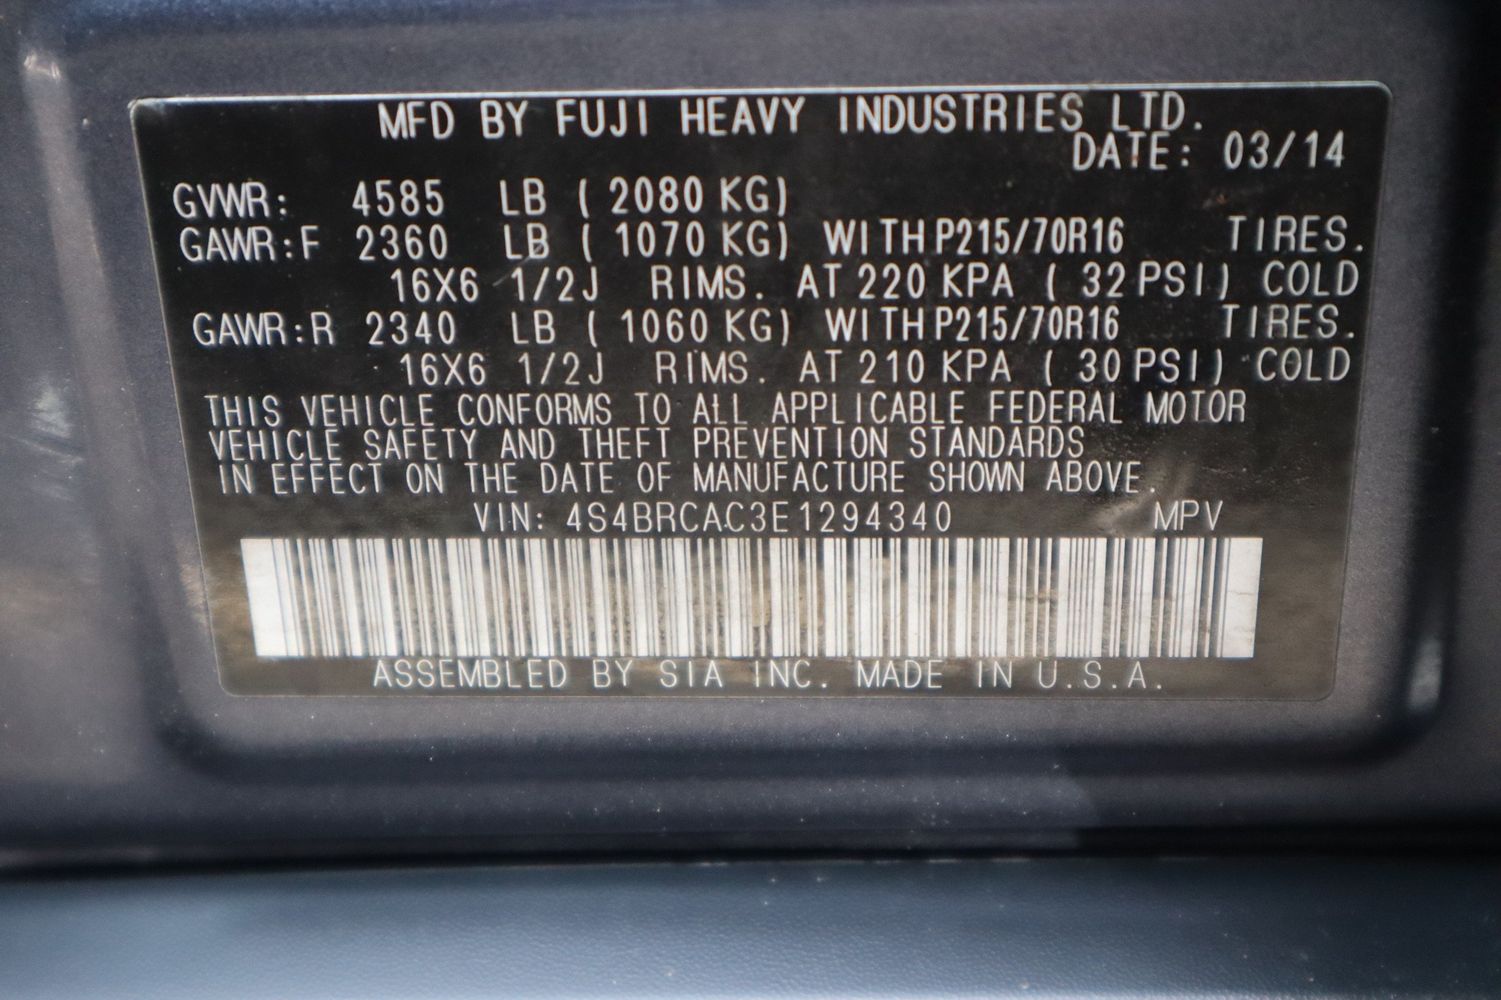 MFD BY FUJI HEAVY INDUSTRIES LTD.
DATE: 03/14
GVWR: 4585 LB ( 2080 KG)
GAWR:F 2360 LB ( 1070 KG) WITH P215/70R16 TIRES.
16X6 1/2J RIMS. AT 220 KPA ( 32 PSI) COLD
GAWR:R 2340 LB ( 1060 KG) WITH P215/70R16 TIRES.
16X6 1/2J RIMS. AT 210 KPA ( 30 PSI) COLD
THIS VEHICLE CONFORMS TO ALL APPLICABLE FEDERAL MOTOR
VEHICLE SAFETY AND THEFT PREVENTION STANDARDS
IN EFFECT ON THE DATE OF MANUFACTURE SHOWN ABOVE.
VIN: 4S4BRCAC3E1294340 MPV
ASSEMBLED BY SIA INC. MADE IN U.S.A.